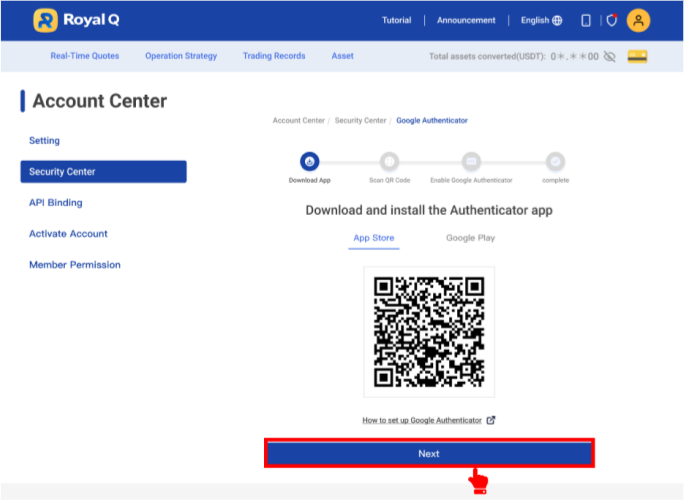 Royal Q
Tutorial | Announcement | English
Real-Time Quotes Operation Strategy Trading Records Asset Total assets converted(USDT): 0*.**00
Account Center
Account Center / Security Center / Google Authenticator
Setting
Security Center
API Binding
Activate Account
Member Permission
Download App Scan QR Code Enable Google Authenticator complete
Download and install the Authenticator app
App Store Google Play
How to set up Google Authenticator
Next